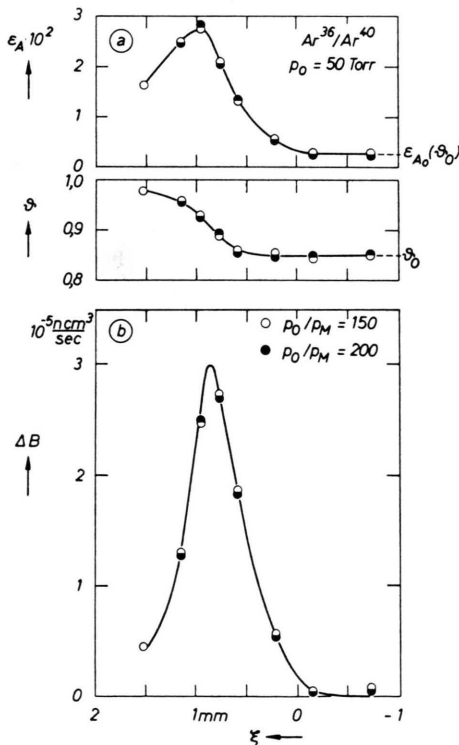 ε_A·10²
3
2
1
0
a
Ar³⁶/Ar⁴⁰
p₀ = 50 Torr
ε_A₀(ϑ₀)
ϑ
1,0
0,9
0,8
ϑ₀
10⁻⁵ n cm³/sec
3
2
1
0
b
p₀/p_M = 150
p₀/p_M = 200
ΔB
2 1mm 0 -1
ξ